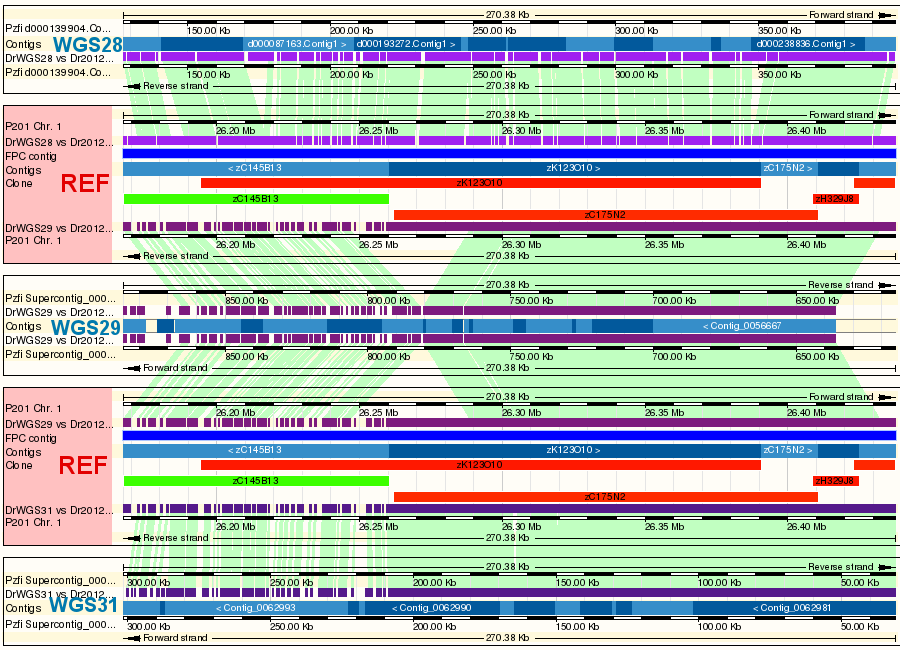 270.38 Kb Forward strand
Pzfi d000139904.Co...
150.00 Kb 200.00 Kb 250.00 Kb 300.00 Kb 350.00 Kb
Contigs WGS28 d000087163.Contig1 > d000193272.Contig1 > d000238836.Contig1 >
DrWGS28 vs Dr2012...
Pzfi d000139904.Co... 150.00 Kb 200.00 Kb 250.00 Kb 300.00 Kb 350.00 Kb
Reverse strand 270.38 Kb
270.38 Kb Forward strand
P201 Chr. 1 26.20 Mb 26.25 Mb 26.30 Mb 26.35 Mb 26.40 Mb
DrWGS28 vs Dr2012...
FPC contig
Contigs < zC145B13 zK123O10 > zC175N2 >
Clone REF zK123O10
zC145B13 zH329J8
zC175N2
DrWGS29 vs Dr2012...
P201 Chr. 1 26.20 Mb 26.25 Mb 26.30 Mb 26.35 Mb 26.40 Mb
Reverse strand 270.38 Kb
270.38 Kb Reverse strand
Pzfi Supercontig_000... 850.00 Kb 800.00 Kb 750.00 Kb 700.00 Kb 650.00 Kb
DrWGS29 vs Dr2012...
Contigs WGS29 < Contig_0056667
DrWGS29 vs Dr2012...
Pzfi Supercontig_000... 850.00 Kb 800.00 Kb 750.00 Kb 700.00 Kb 650.00 Kb
Forward strand 270.38 Kb
270.38 Kb Forward strand
P201 Chr. 1 26.20 Mb 26.25 Mb 26.30 Mb 26.35 Mb 26.40 Mb
DrWGS29 vs Dr2012...
FPC contig
Contigs < zC145B13 zK123O10 > zC175N2 >
Clone REF zK123O10
zC145B13 zH329J8
zC175N2
DrWGS31 vs Dr2012...
P201 Chr. 1 26.20 Mb 26.25 Mb 26.30 Mb 26.35 Mb 26.40 Mb
Reverse strand 270.38 Kb
270.38 Kb Reverse strand
Pzfi Supercontig_000... 300.00 Kb 250.00 Kb 200.00 Kb 150.00 Kb 100.00 Kb 50.00 Kb
DrWGS31 vs Dr2012...
Contigs WGS31 < Contig_0062993 < Contig_0062990 < Contig_0062981
Pzfi Supercontig_000... 300.00 Kb 250.00 Kb 200.00 Kb 150.00 Kb 100.00 Kb 50.00 Kb
Forward strand 270.38 Kb